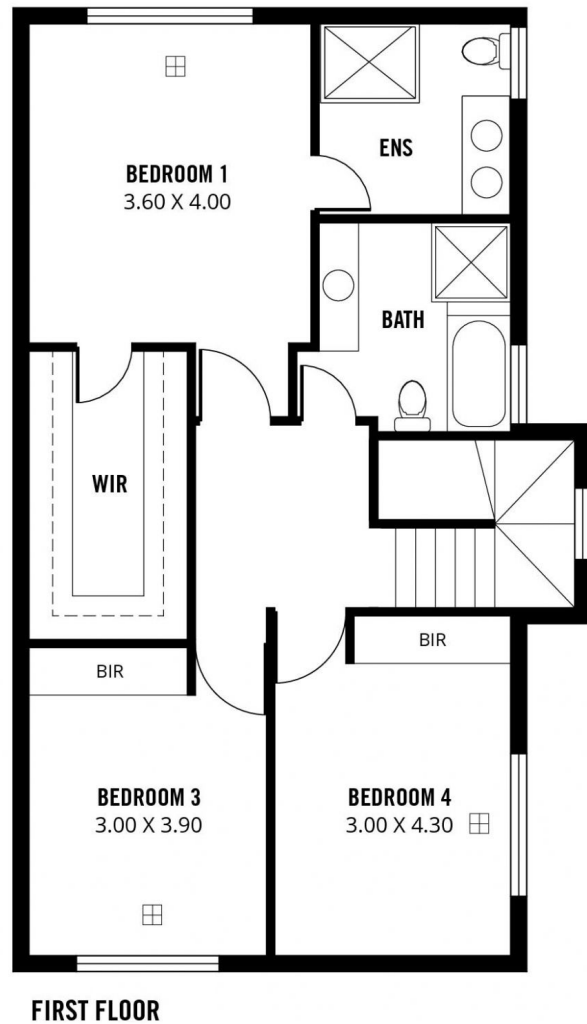 BEDROOM 1
3.60 X 4.00
ENS
BATH
WIR
BIR
BIR
BEDROOM 3
3.00 X 3.90
BEDROOM 4
3.00 X 4.30
FIRST FLOOR